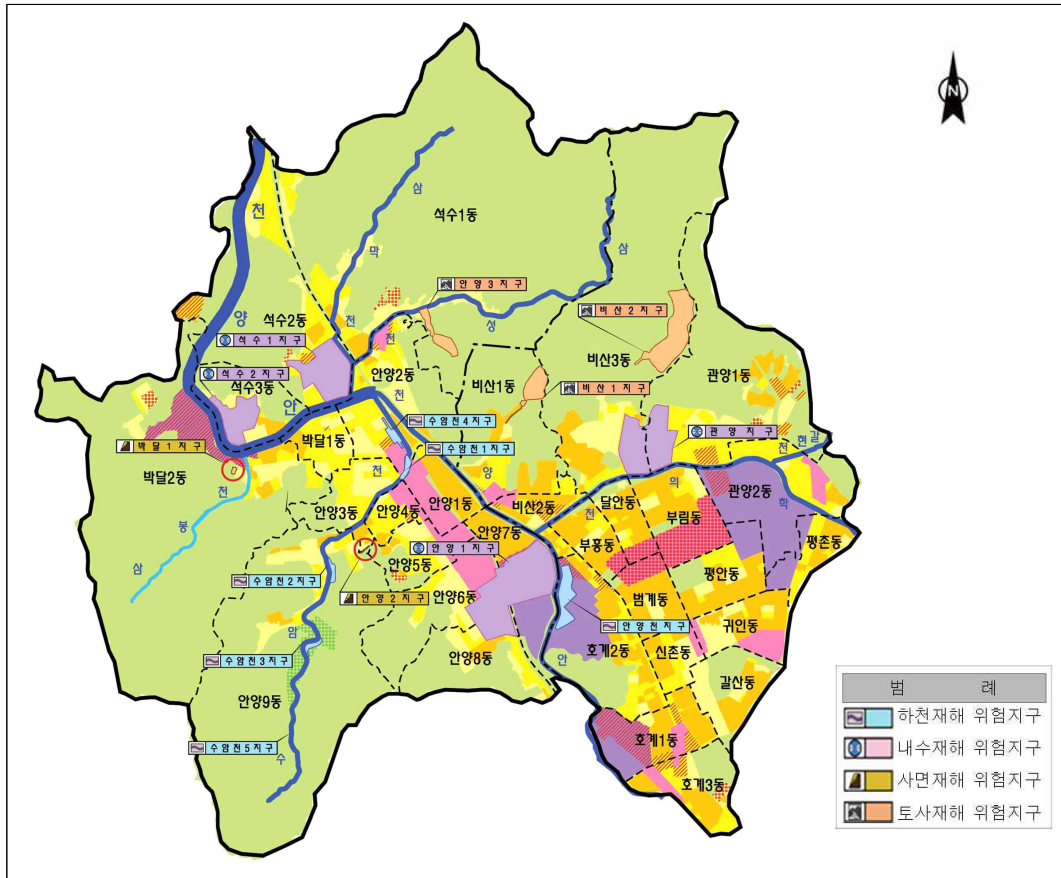 N
천
삼
석수1동
막
삼
안양3지구
비산2지구
양
석수2동
천
천
성
석수1지구
비산3동
석수2지구
안양2동
비산1동
비산1지구
관양1동
석수3동
안
천
수암천4지구
관양지구
박달1동
수암천1지구
천
현
갈
박달1지구
박달2동
천
양
의
관양2동
천
안양3동
안양4동
안양1동
비산2동
달안동
학
봉
안양7동
천
부림동
부흥동
평촌동
안양1지구
안양5동
평안동
삼
수암천2지구
안양2지구
안양6동
범계동
귀인동
암
안양천지구
안양8동
호계2동
신촌동
수암천3지구
안
갈산동
안양9동
수암천5지구
수
호계1동
호계3동
범 례
하천재해 위험지구
내수재해 위험지구
사면재해 위험지구
토사재해 위험지구